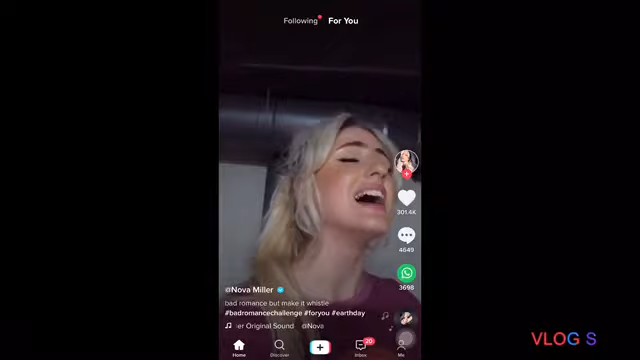 Following For You
301.4K
4649
3698
@Nova Miller
bad romance but make it whistle
#badromancechallenge #foryou #earthday
er Original Sound @Nova
20
Home Discover Inbox Me
VLOG S